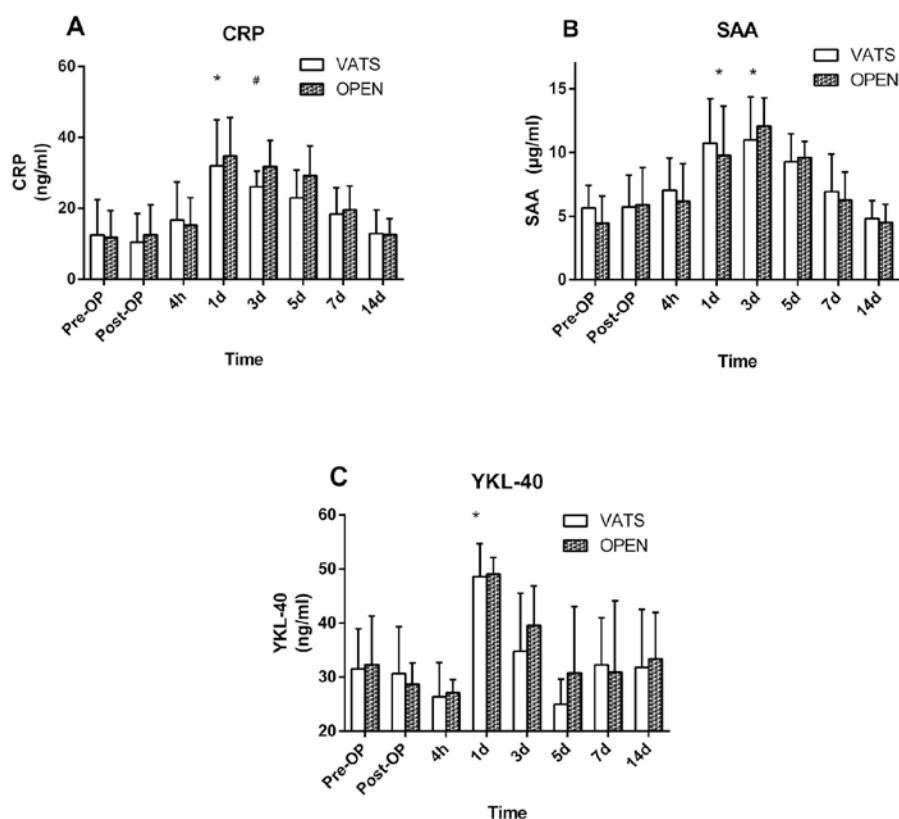 A
CRP
VATS
OPEN
*
#
CRP
(ng/ml)
60
40
20
0
Pre-OP
Post-OP
4h
1d
3d
5d
7d
14d
Time
B
SAA
VATS
OPEN
*
*
SAA (µg/ml)
15
10
5
0
Pre-OP
Post-OP
4h
1d
3d
5d
7d
14d
Time
C
YKL-40
VATS
OPEN
*
YKL-40
(ng/ml)
60
50
40
30
20
Pre-OP
Post-OP
4h
1d
3d
5d
7d
14d
Time